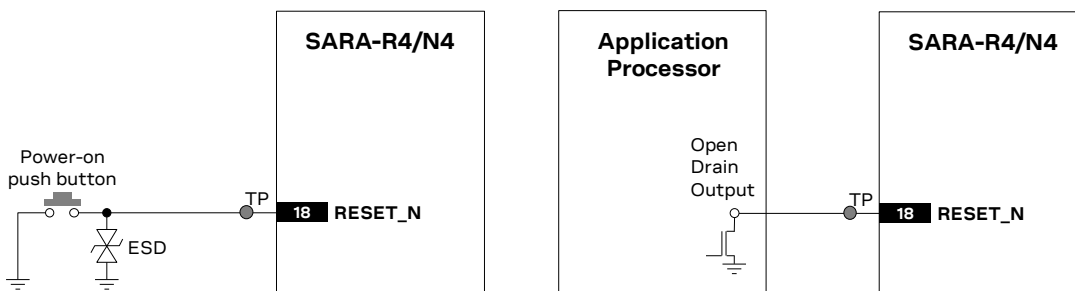 SARA-R4/N4
Power-on
push button
ESD
TP
18 RESET_N
Application
Processor
Open
Drain
Output
SARA-R4/N4
TP
18 RESET_N